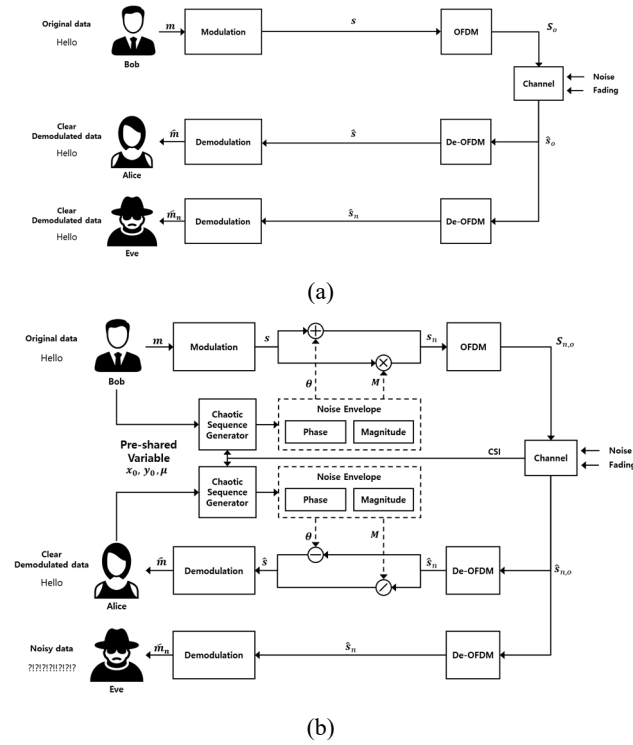 Original data
Hello
Bob
m
Modulation
s
OFDM
S_o
Channel
Noise
Fading
Clear
Demodulated data
Hello
Alice
m̂
Demodulation
ŝ
De-OFDM
ŝ_o
Clear
Demodulated data
Hello
Eve
m̂_n
Demodulation
ŝ_n
De-OFDM
(a)
Original data
Hello
Bob
m
Modulation
s
+
×
s_n
OFDM
S_{n,o}
θ
M
Chaotic
Sequence
Generator
Noise Envelope
Phase
Magnitude
Pre-shared
Variable
x_0, y_0, μ
CSI
Channel
Noise
Fading
Chaotic
Sequence
Generator
Noise Envelope
Phase
Magnitude
θ
M
Clear
Demodulated data
Hello
Alice
m̂
Demodulation
ŝ
−
∕
ŝ_n
De-OFDM
ŝ_{n,o}
Noisy data
?!?!?!?!!?!?!?
Eve
m̂_n
Demodulation
ŝ_n
De-OFDM
(b)